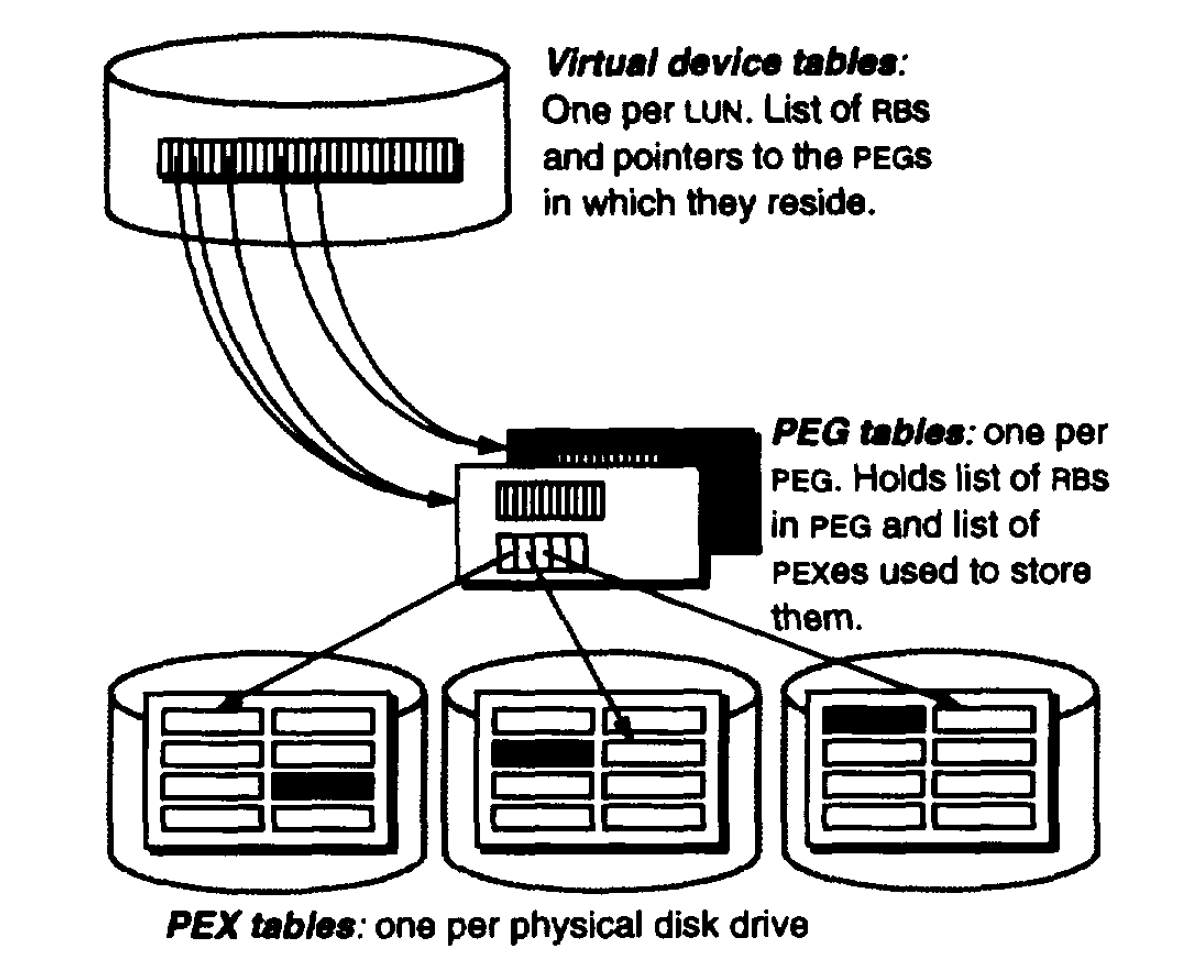 Virtual device tables:
One per LUN. List of RBs
and pointers to the PEGs
in which they reside.
PEG tables: one per
PEG. Holds list of RBs
in PEG and list of
PEXes used to store
them.
PEX tables: one per physical disk drive